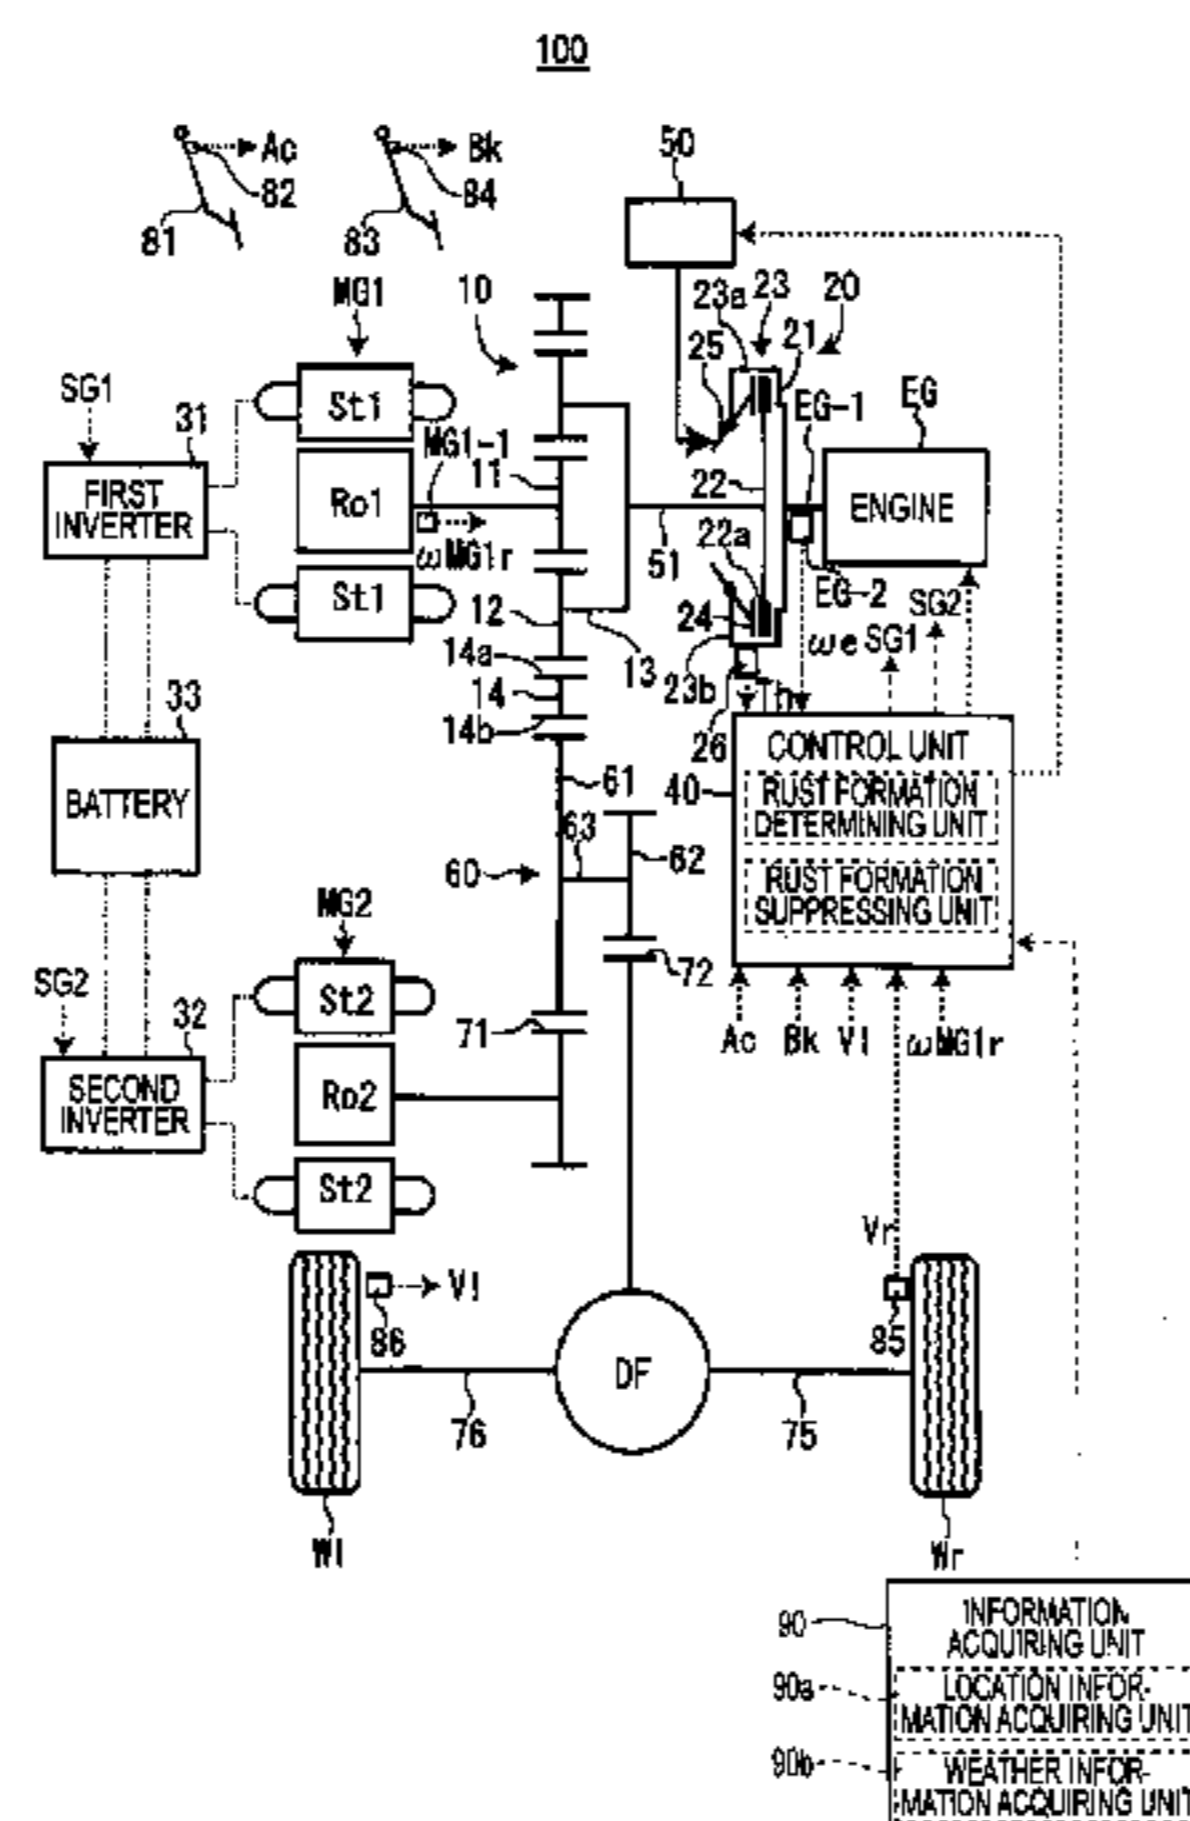 100
Ac
82
81
Bk
84
83
50
MG1
10
23a
23
20
21
25
SG1
31
St1
MG1-1
11
EG-1
EG
FIRST
INVERTER
Ro1
ωMG1r
22
ENGINE
51
22a
St1
12
EG-2
SG2
24
ωe
SG1
14a
13
23b
14
33
14b
26
CONTROL UNIT
BATTERY
61
40
RUST FORMATION
DETERMINING UNIT
63
62
60
RUST FORMATION
SUPPRESSING UNIT
MG2
72
SG2
32
St2
71
Ac
Bk
Vl
ωMG1r
SECOND
INVERTER
Ro2
St2
Vr
Vl
86
85
DF
76
75
Wl
Wr
90
INFORMATION
ACQUIRING UNIT
90a
LOCATION INFOR-
MATION ACQUIRING UNIT
90b
WEATHER INFOR-
MATION ACQUIRING UNIT